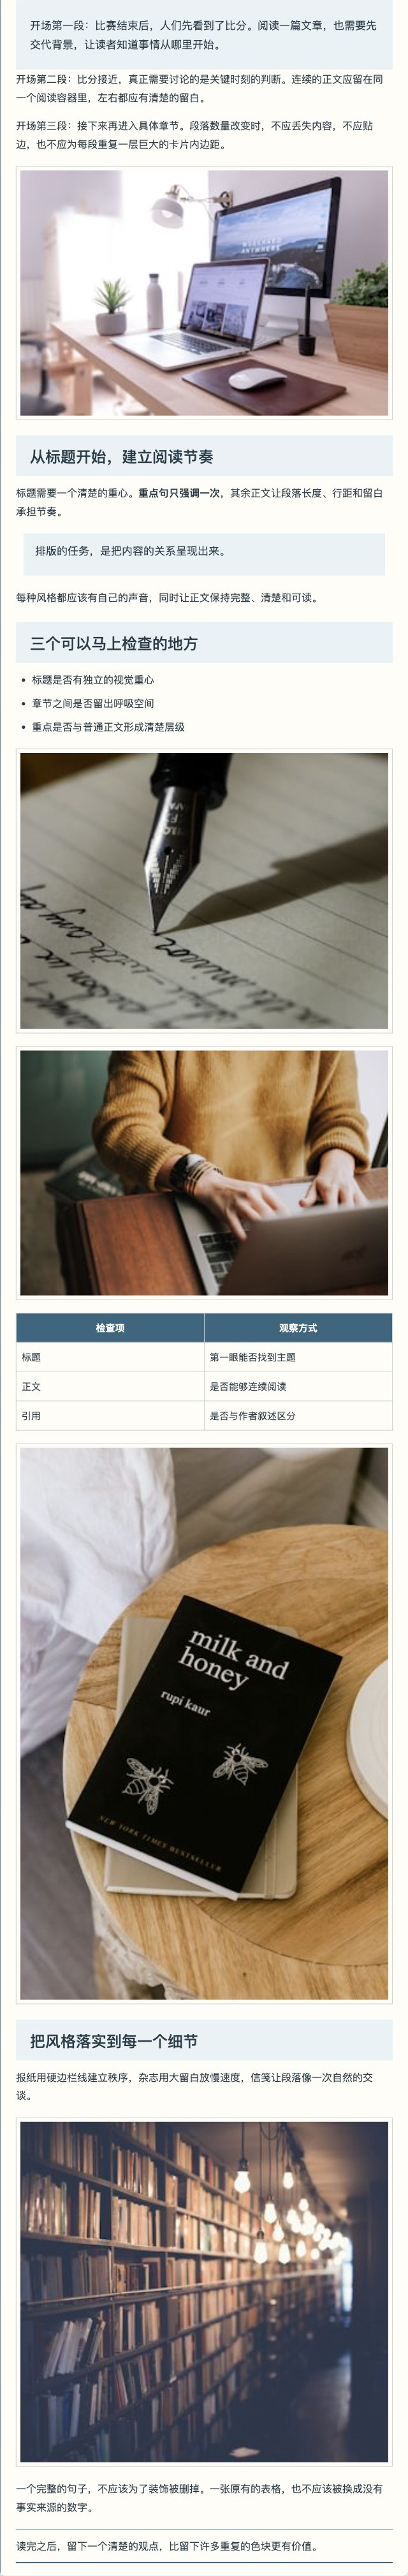 开场第一段：比赛结束后，人们先看到了比分。阅读一篇文章，也需要先
交代背景，让读者知道事情从哪里开始。
开场第二段：比分接近，真正需要讨论的是关键时刻的判断。连续的正文应留在同
一个阅读容器里，左右都应有清楚的留白。
开场第三段：接下来再进入具体章节。段落数量改变时，不应丢失内容，不应贴
边，也不应为每段重复一层巨大的卡片内边距。
从标题开始，建立阅读节奏
标题需要一个清楚的重心。重点句只强调一次，其余正文让段落长度、行距和留白
承担节奏。
排版的任务，是把内容的关系呈现出来。
每种风格都应该有自己的声音，同时让正文保持完整、清楚和可读。
三个可以马上检查的地方
• 标题是否有独立的视觉重心
• 章节之间是否留出呼吸空间
• 重点是否与普通正文形成清楚层级
检查项 观察方式
标题 第一眼能否找到主题
正文 是否能够连续阅读
引用 是否与作者叙述区分
milk and
honey
rupi kaur
NEW YORK TIMES BESTSELLER
把风格落实到每一个细节
报纸用硬边栏线建立秩序，杂志用大留白放慢速度，信笺让段落像一次自然的交
谈。
一个完整的句子，不应该为了装饰被删掉。一张原有的表格，也不应该被换成没有
事实来源的数字。
读完之后，留下一个清楚的观点，比留下许多重复的色块更有价值。